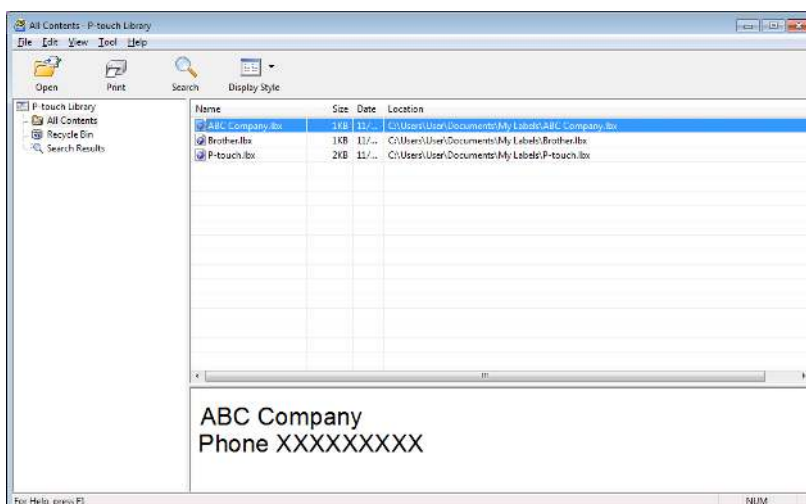 All Contents - P-touch Library
File Edit View Tool Help
Open Print Search Display Style
P-touch Library
All Contents
Recycle Bin
Search Results
Name Size Date Location
ABC Company.lbx 1KB 11/... C:\Users\User\Documents\My Labels\ABC Company.lbx
Brother.lbx 1KB 11/... C:\Users\User\Documents\My Labels\Brother.lbx
P-touch.lbx 2KB 11/... C:\Users\User\Documents\My Labels\P-touch.lbx
ABC Company
Phone XXXXXXXXX
For Help, press F1 NUM